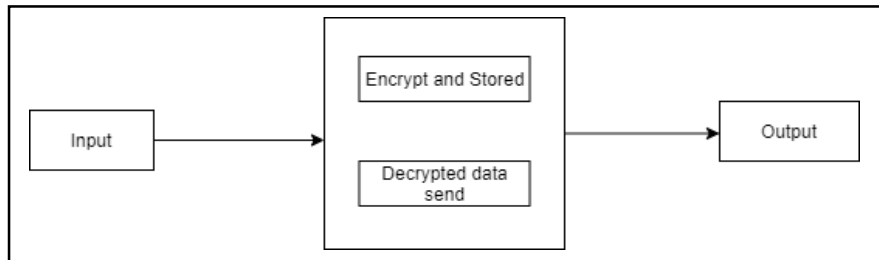 Input
Encrypt and Stored
Decrypted data
send
Output